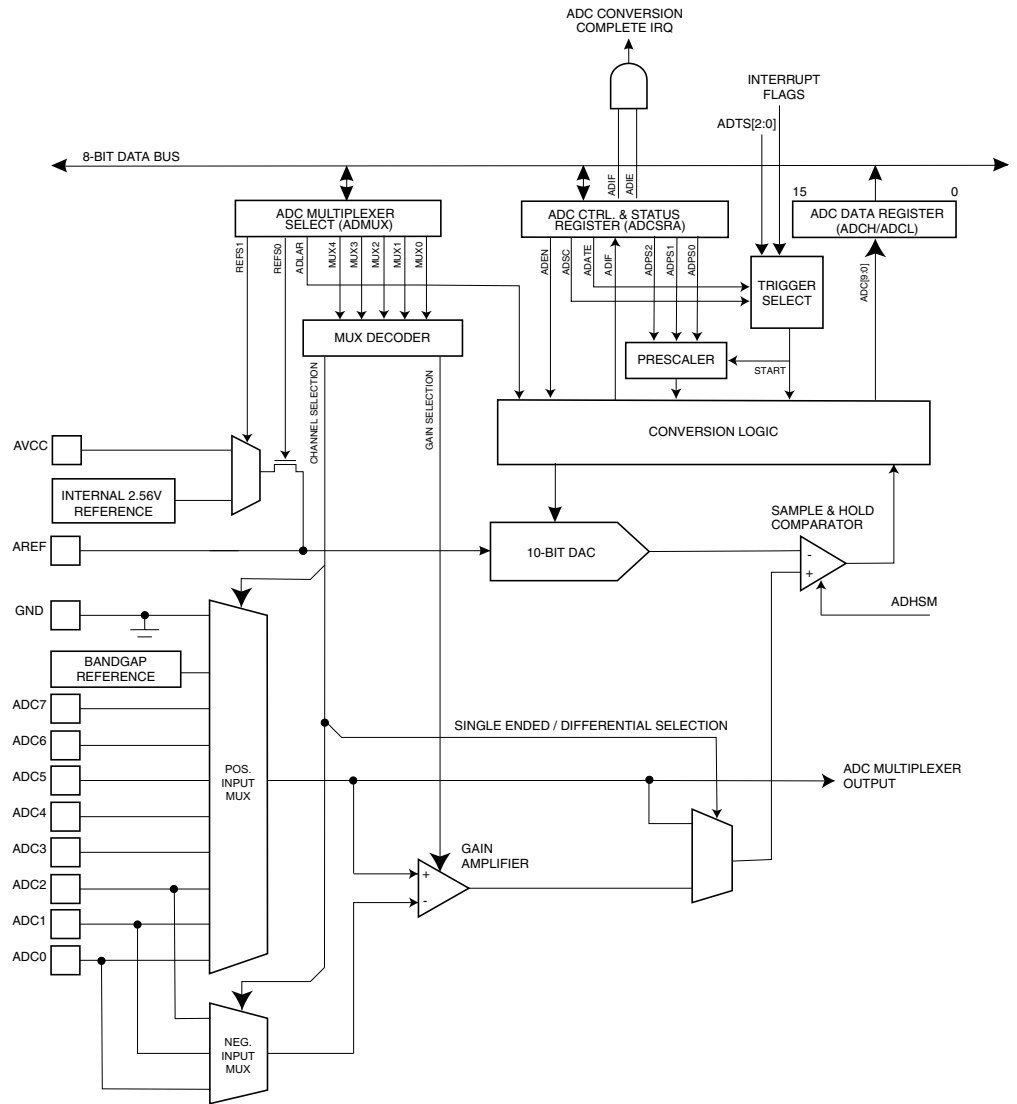 ADC CONVERSION
COMPLETE IRQ
INTERRUPT
FLAGS
ADTS[2:0]
8-BIT DATA BUS
ADIF
ADIE
15
0
ADC MULTIPLEXER
SELECT (ADMUX)
ADC CTRL. & STATUS
REGISTER (ADCSRA)
ADC DATA REGISTER
(ADCH/ADCL)
REFS1
REFS0
ADLAR
MUX4
MUX3
MUX2
MUX1
MUX0
ADEN
ADSC
ADATE
ADIF
ADPS2
ADPS1
ADPS0
ADC[9:0]
TRIGGER
SELECT
MUX DECODER
PRESCALER
START
CHANNEL SELECTION
GAIN SELECTION
CONVERSION LOGIC
AVCC
INTERNAL 2.56V
REFERENCE
SAMPLE & HOLD
COMPARATOR
AREF
10-BIT DAC
-
+
GND
ADHSM
BANDGAP
REFERENCE
ADC7
SINGLE ENDED / DIFFERENTIAL SELECTION
ADC6
ADC5
POS.
INPUT
MUX
ADC MULTIPLEXER
OUTPUT
ADC4
ADC3
GAIN
AMPLIFIER
ADC2
+
-
ADC1
ADC0
NEG.
INPUT
MUX